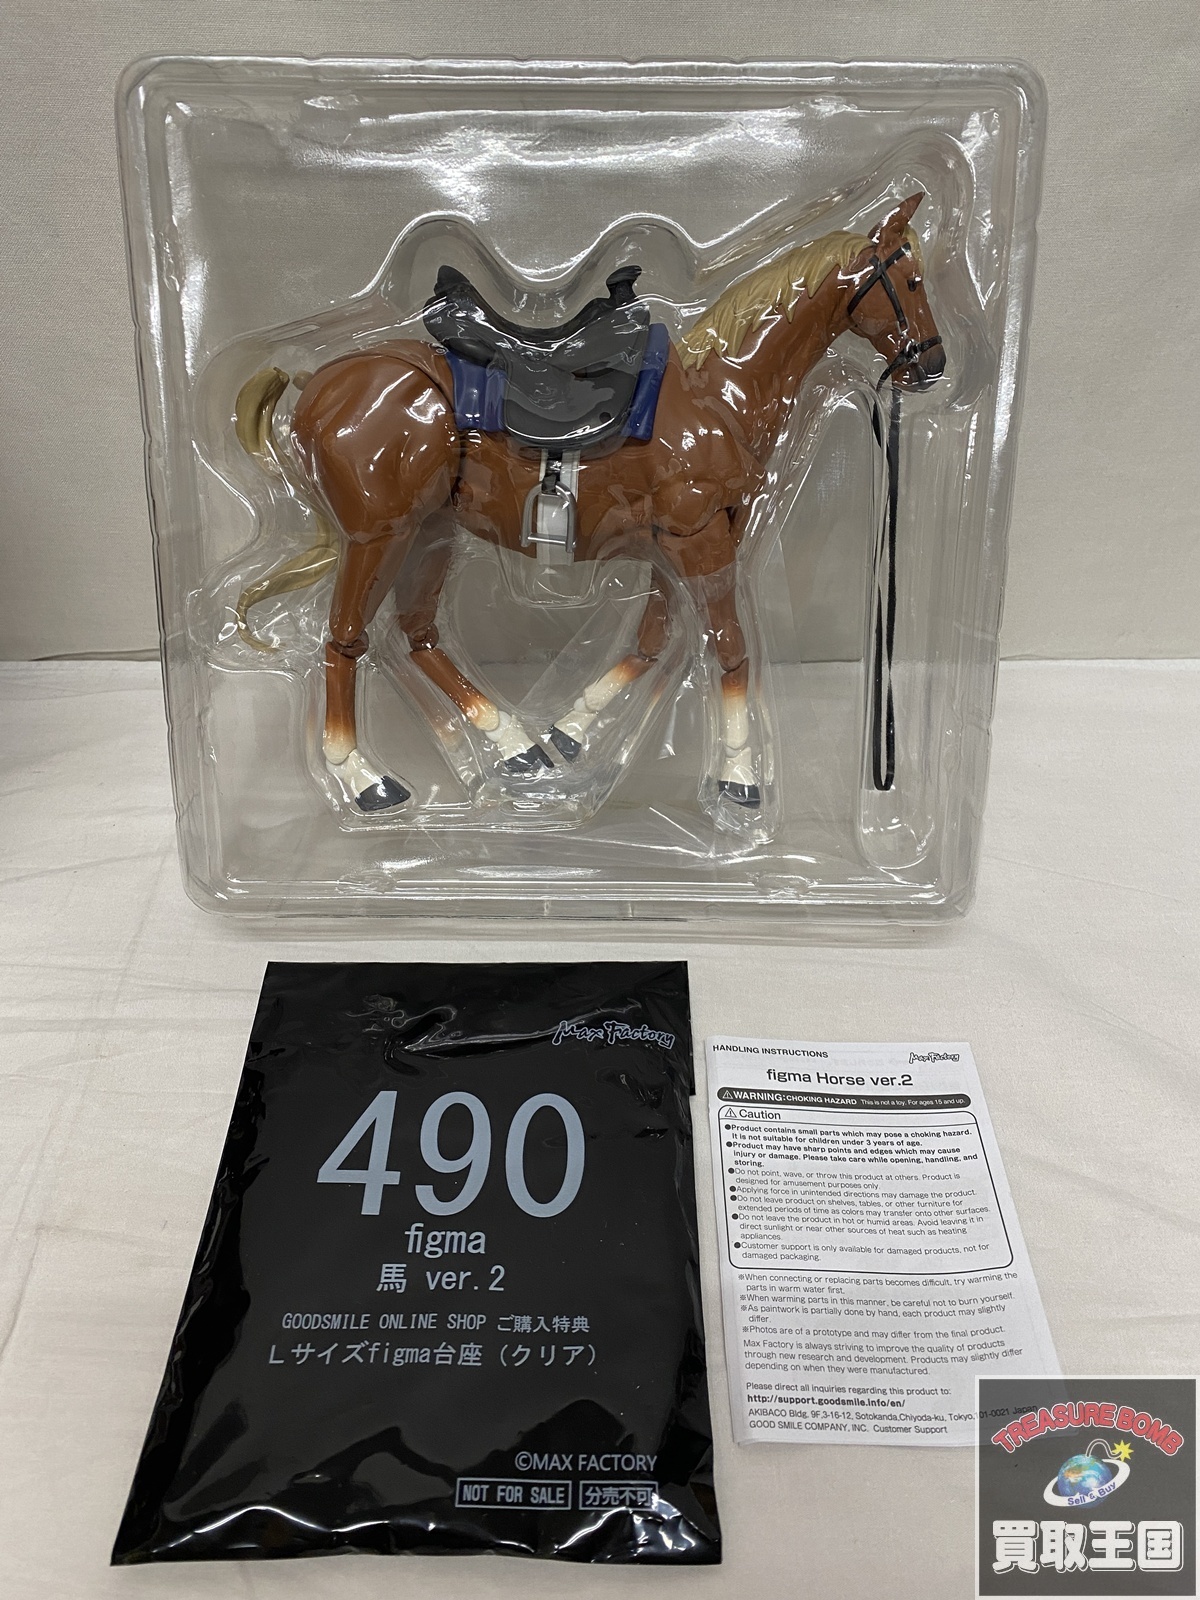 Max Factory
490
figma
馬 ver.2
GOODSMILE ONLINE SHOP ご購入特典
Lサイズfigma台座（クリア）
©MAX FACTORY
NOT FOR SALE 分売不可
HANDLING INSTRUCTIONS
Max Factory
figma Horse ver.2
⚠WARNING:CHOKING HAZARD This is not a toy. For ages 15 and up.
⚠Caution
●Product contains small parts which may pose a choking hazard.
It is not suitable for children under 3 years of age.
●Product may have sharp points and edges which may cause
injury or damage. Please take care while opening, handling, and
storing.
●Do not point, wave, or throw this product at others. Product is
designed for amusement purposes only.
●Applying force in unintended directions may damage the product.
●Do not leave product on shelves, tables, or other furniture for
extended periods of time as colors may transfer onto other surfaces.
●Do not leave the product in hot or humid areas. Avoid leaving it in
direct sunlight or near other sources of heat such as heating
appliances.
●Customer support is only available for damaged products, not for
damaged packaging.
※When connecting or replacing parts becomes difficult, try warming the
parts in warm water first.
※When warming parts in this manner, be careful not to burn yourself.
※As paintwork is partially done by hand, each product may slightly
differ.
※Photos are of a prototype and may differ from the final product.
Max Factory is always striving to improve the quality of products
through new research and development. Products may slightly differ
depending on when they were manufactured.
Please direct all inquiries regarding this product to:
http://support.goodsmile.info/en/
AKIBACO Bldg. 9F,3-16-12, Sotokanda,Chiyoda-ku, Tokyo,101-0021 Japan
GOOD SMILE COMPANY, INC. Customer Support
TREASURE BOMB
Sell & Buy
買取王国